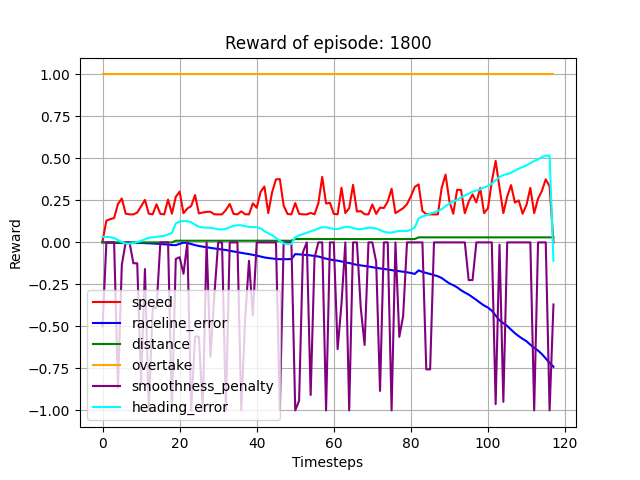 Reward of episode: 1800
1.00
0.75
0.50
0.25
0.00
−0.25
−0.50
−0.75
−1.00
Reward
speed
raceline_error
distance
overtake
smoothness_penalty
heading_error
0 20 40 60 80 100 120
Timesteps